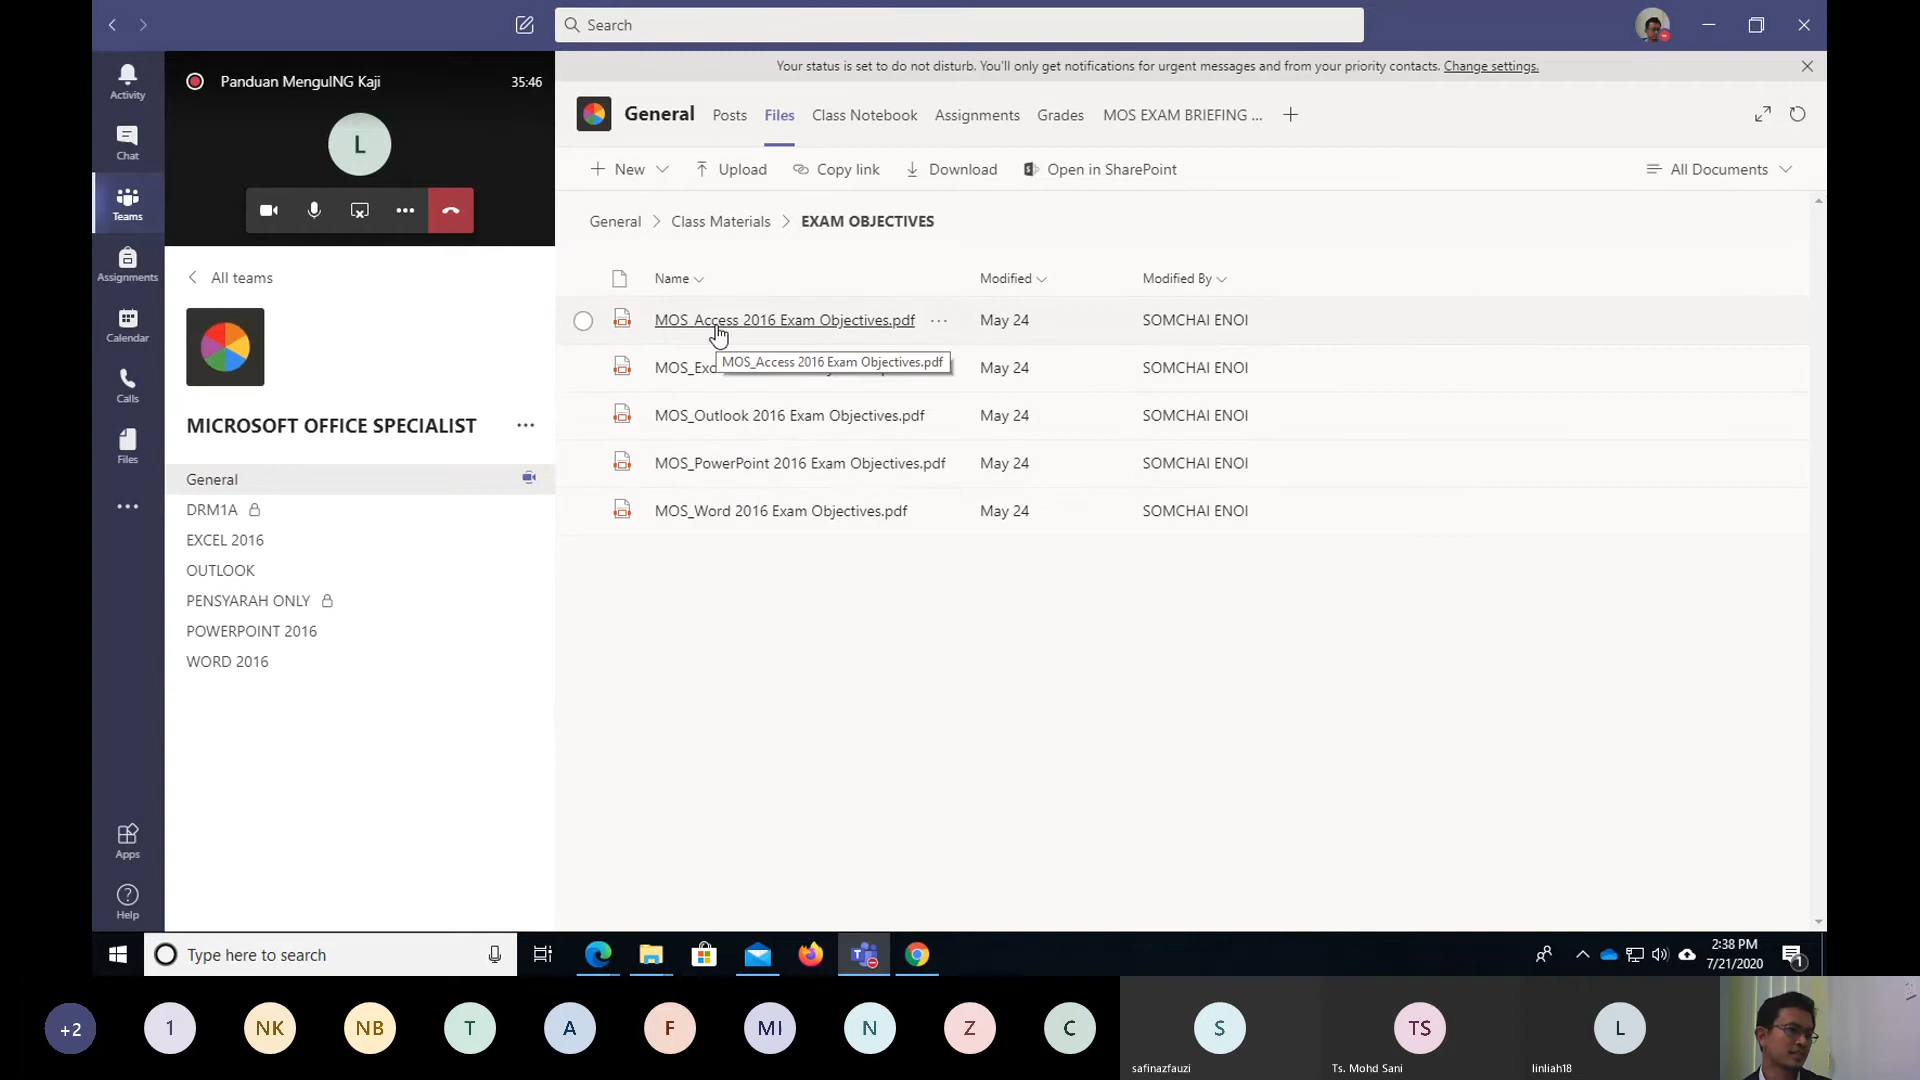 Search
Activity
Chat
Teams
Assignments
Calendar
Calls
Files
Apps
Help
Panduan MenguING Kaji 35:46
L
All teams
MICROSOFT OFFICE SPECIALIST
General
DRM1A
EXCEL 2016
OUTLOOK
PENSYARAH ONLY
POWERPOINT 2016
WORD 2016
Your status is set to do not disturb. You'll only get notifications for urgent messages and from your priority contacts. Change settings.
General Posts Files Class Notebook Assignments Grades MOS EXAM BRIEFING ...
New Upload Copy link Download Open in SharePoint All Documents
General > Class Materials > EXAM OBJECTIVES
Name Modified Modified By
MOS_Access 2016 Exam Objectives.pdf May 24 SOMCHAI ENOI
MOS_Access 2016 Exam Objectives.pdf
May 24 SOMCHAI ENOI
MOS_Outlook 2016 Exam Objectives.pdf May 24 SOMCHAI ENOI
MOS_PowerPoint 2016 Exam Objectives.pdf May 24 SOMCHAI ENOI
MOS_Word 2016 Exam Objectives.pdf May 24 SOMCHAI ENOI
Type here to search
2:38 PM
7/21/2020
1
+2 1 NK NB T A F MI N Z C S TS L
safinazfauzi Ts. Mohd Sani linliah18